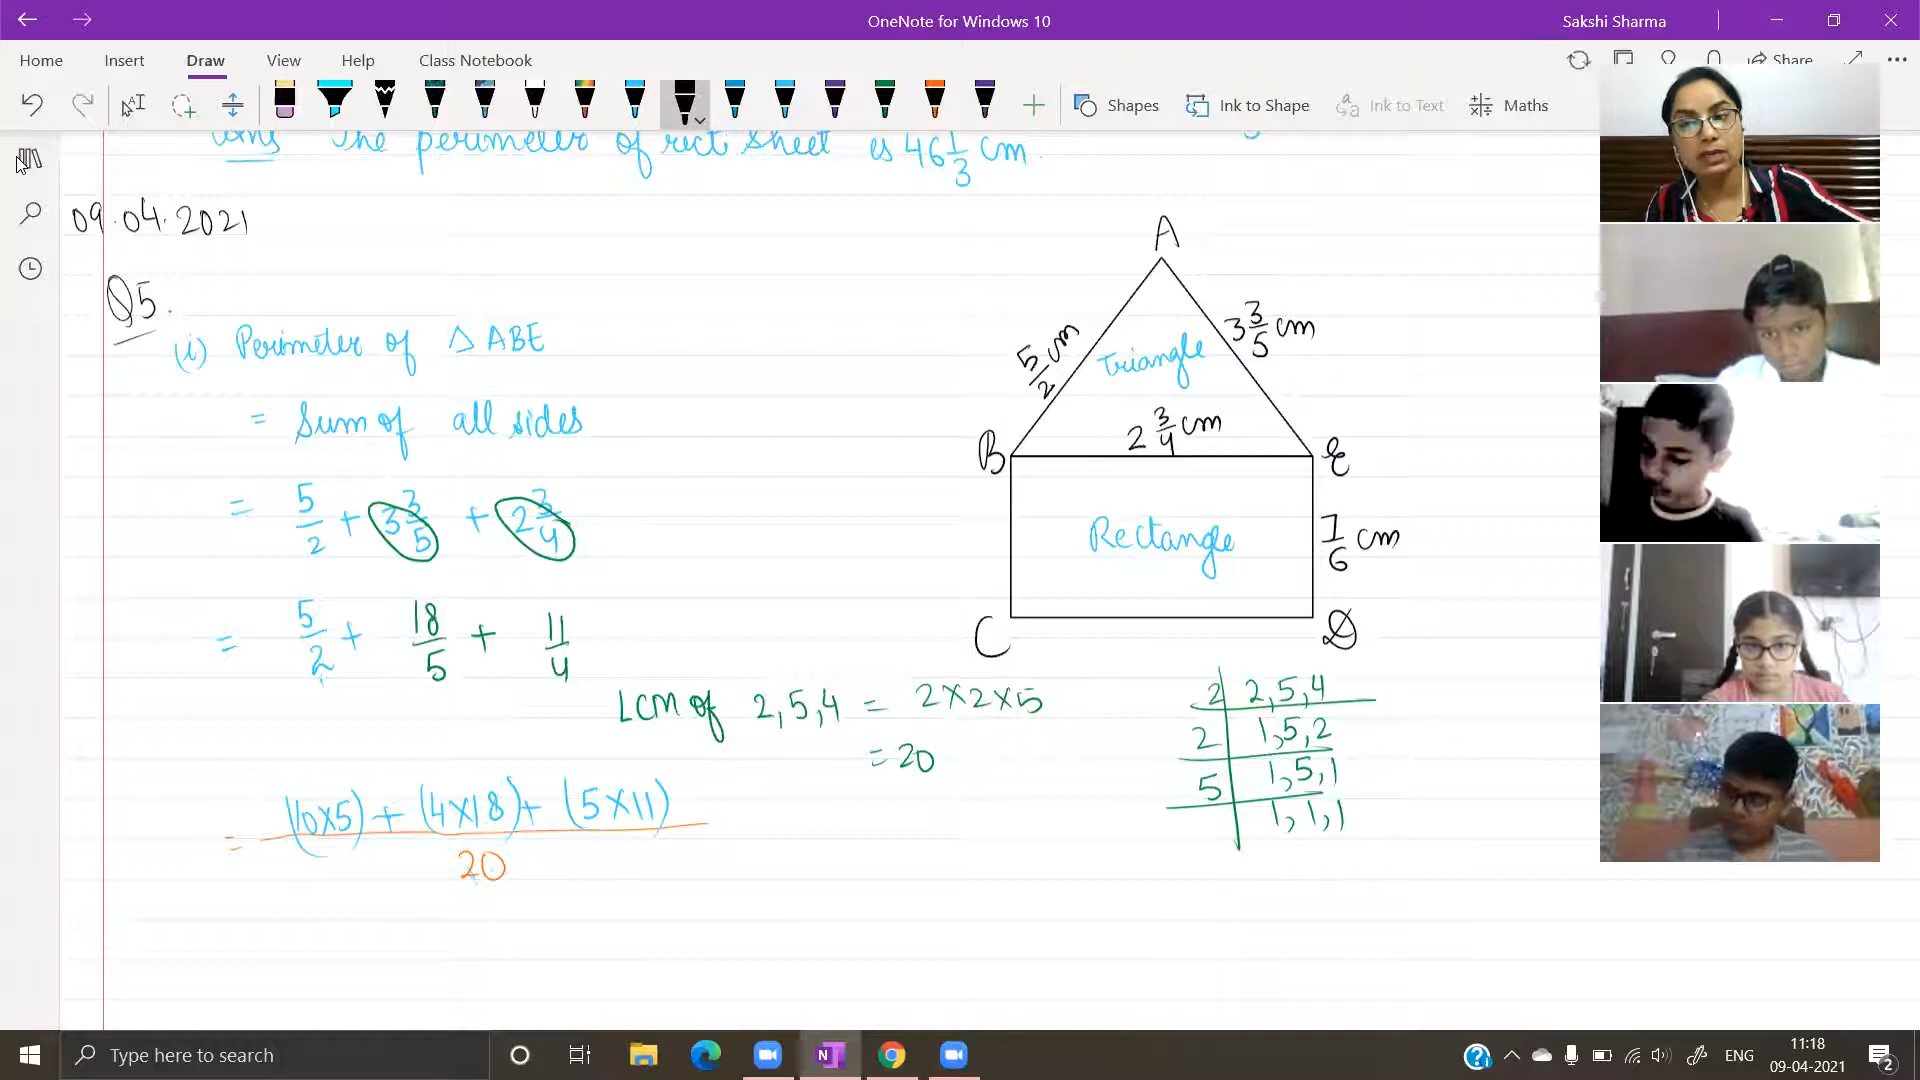 OneNote for Windows 10
Sakshi Sharma
Home Insert Draw View Help Class Notebook
Share
Shapes Ink to Shape Ink to Text Maths
Ans The perimeter of rect sheet is 46 1/3 cm.
09.04.2021
Q5.
(i) Perimeter of △ ABE
= Sum of all sides
= 5/2 + 3 3/5 + 2 3/4
= 5/2 + 18/5 + 11/4
LCM of 2,5,4 = 2×2×5
= 20
= (10×5) + (4×18) + (5×11)
20
A
5/2 cm
3 3/5 cm
Triangle
2 3/4 cm
B
E
Rectangle
7/6 cm
C
D
2 2,5,4
2 1,5,2
5 1,5,1
1,1,1
Type here to search
N
ENG
11:18
09-04-2021
2